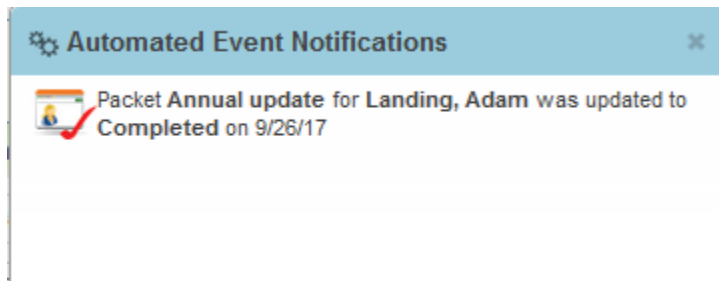 Automated Event Notifications
Packet Annual update for Landing, Adam was updated to
Completed on 9/26/17